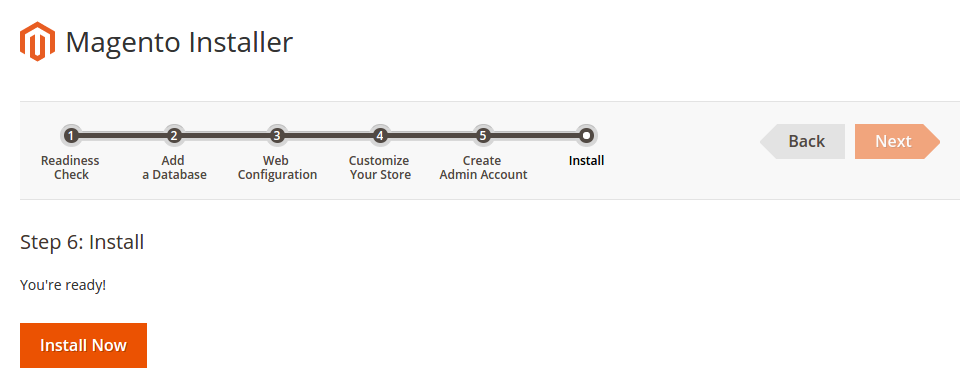 Magento Installer
1 2 3 4 5
Readiness Check
Add a Database
Web Configuration
Customize Your Store
Create Admin Account
Install
Back
Next
Step 6: Install
You're ready!
Install Now